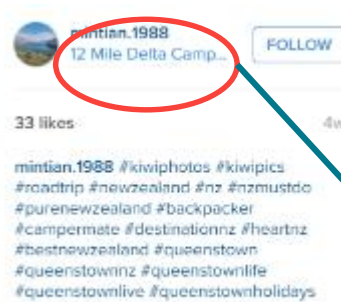 mintian.1988
12 Mile Delta Camp...
FOLLOW
33 likes
4w
mintian.1988 #kiwiphotos #kiwipics
#roadtrip #newzealand #nz #nzmustdo
#purenewzealand #backpacker
#campermate #destinationnz #heartnz
#bestnewzealand #queenstown
#queenstownnz #queenstownlife
#queenstownlive #queenstownholidays